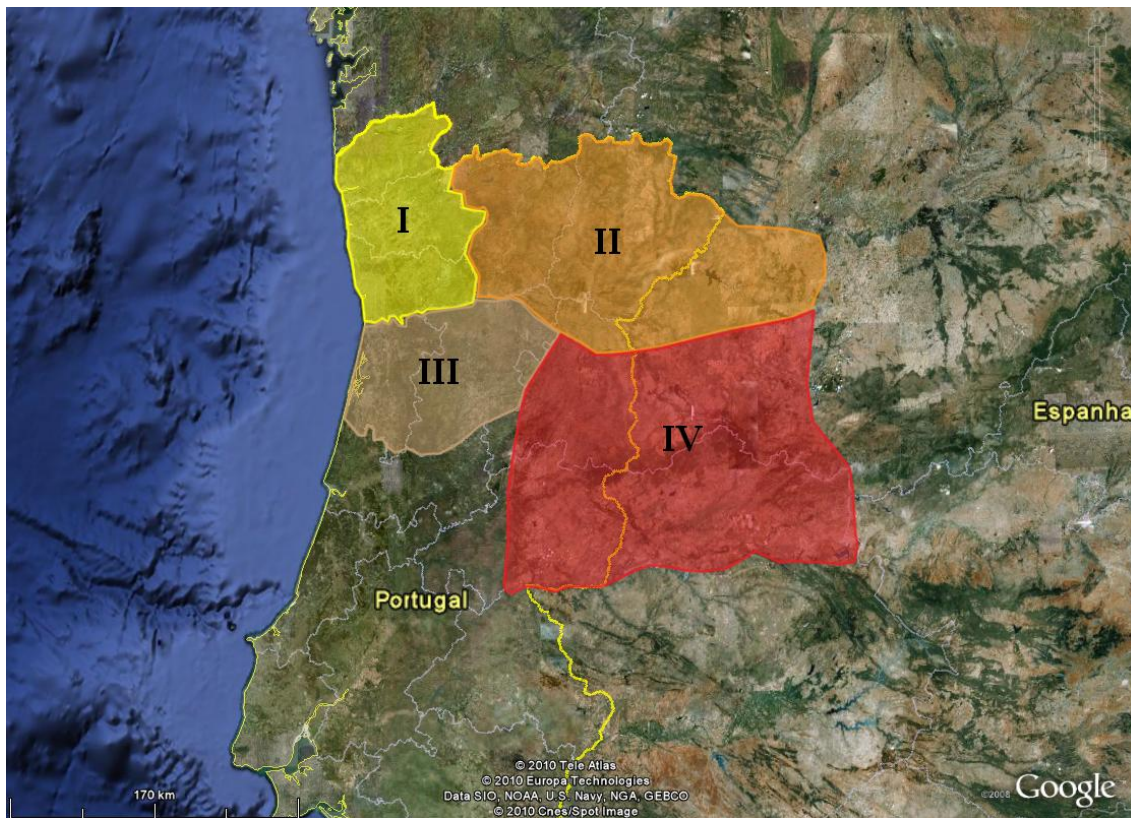 I
II
III
IV
Espanha
Portugal
170 km
© 2010 Tele Atlas
© 2010 Europa Technologies
Data SIO, NOAA, U.S. Navy, NGA, GEBCO
© 2010 Cnes/Spot Image
©2008 Google